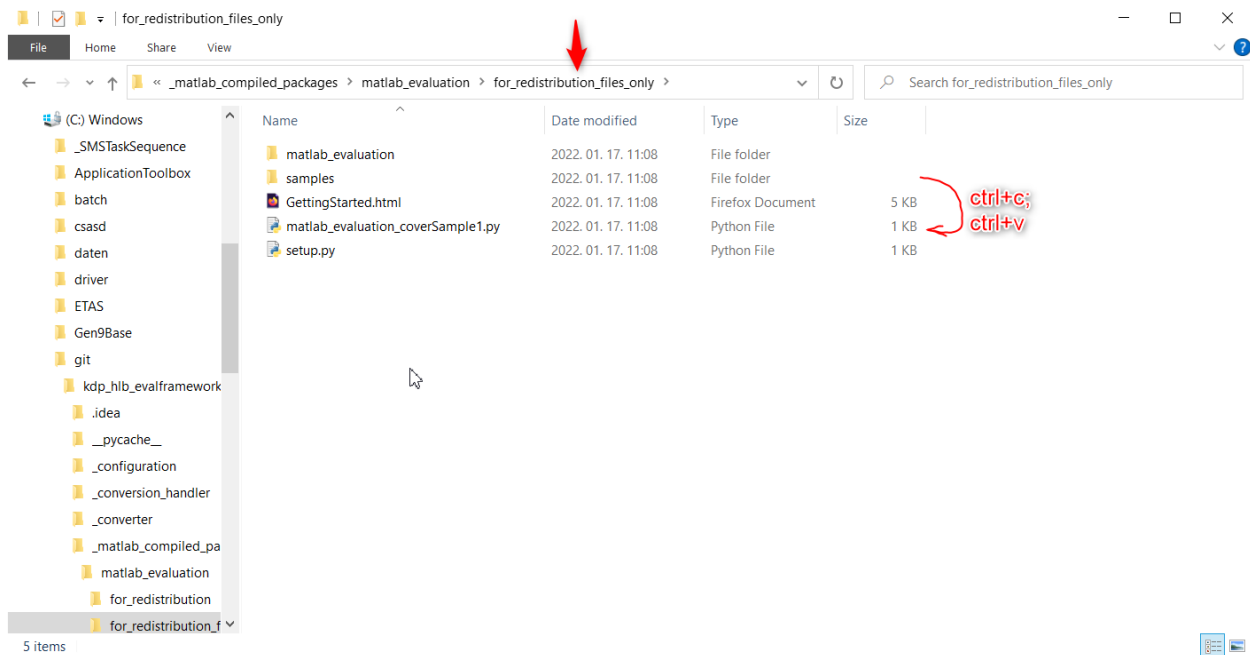 for_redistribution_files_only
File Home Share View
« _matlab_compiled_packages > matlab_evaluation > for_redistribution_files_only >
Search for_redistribution_files_only
(C:) Windows
_SMSTaskSequence
ApplicationToolbox
batch
csasd
daten
driver
ETAS
Gen9Base
git
kdp_hlb_evalframework
.idea
__pycache__
_configuration
_conversion_handler
_converter
_matlab_compiled_pa
matlab_evaluation
for_redistribution
for_redistribution_f
Name Date modified Type Size
matlab_evaluation 2022. 01. 17. 11:08 File folder
samples 2022. 01. 17. 11:08 File folder
GettingStarted.html 2022. 01. 17. 11:08 Firefox Document 5 KB
matlab_evaluation_coverSample1.py 2022. 01. 17. 11:08 Python File 1 KB
setup.py 2022. 01. 17. 11:08 Python File 1 KB
ctrl+c;
ctrl+v
5 items